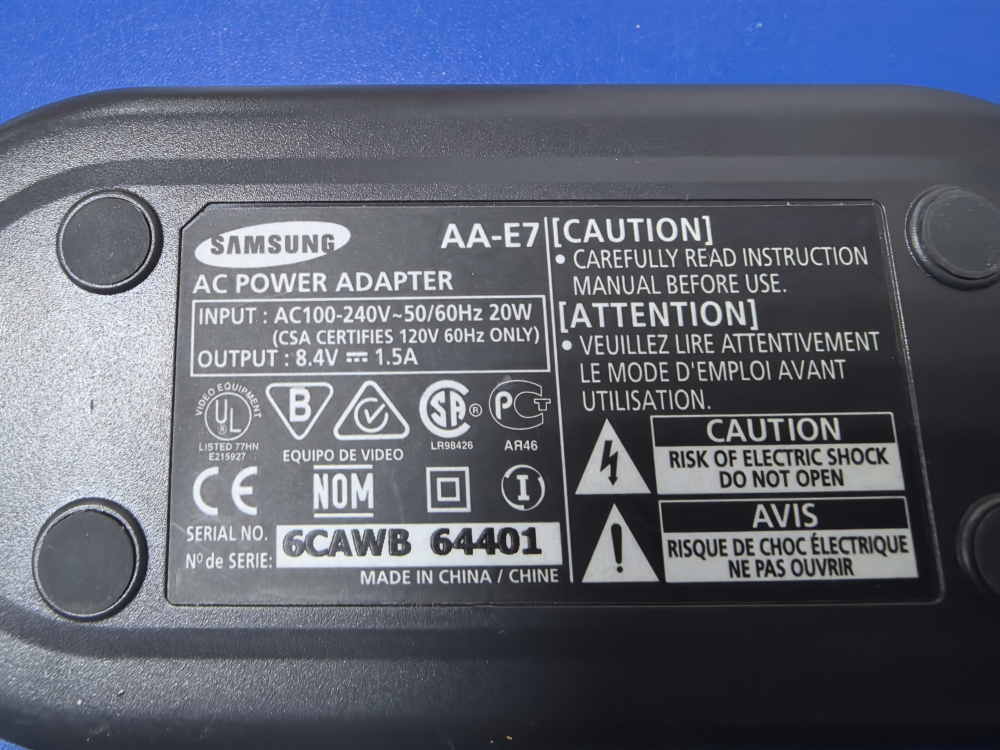 SAMSUNG
AA-E7
AC POWER ADAPTER
INPUT : AC100-240V~50/60Hz 20W
(CSA CERTIFIES 120V 60Hz ONLY)
OUTPUT : 8.4V ⎓ 1.5A
VIDEO EQUIPMENT
UL
®
LISTED 77HN
E215927
B
EQUIPO DE VIDEO
SA ®
LR98426
PCT
АЯ46
CE
NOM
I
SERIAL NO.
Nº de SERIE:
6CAWB 64401
MADE IN CHINA / CHINE
[CAUTION]
• CAREFULLY READ INSTRUCTION
MANUAL BEFORE USE.
[ATTENTION]
• VEUILLEZ LIRE ATTENTIVEMENT
LE MODE D'EMPLOI AVANT
UTILISATION.
CAUTION
RISK OF ELECTRIC SHOCK
DO NOT OPEN
!
AVIS
RISQUE DE CHOC ÉLECTRIQUE
NE PAS OUVRIR